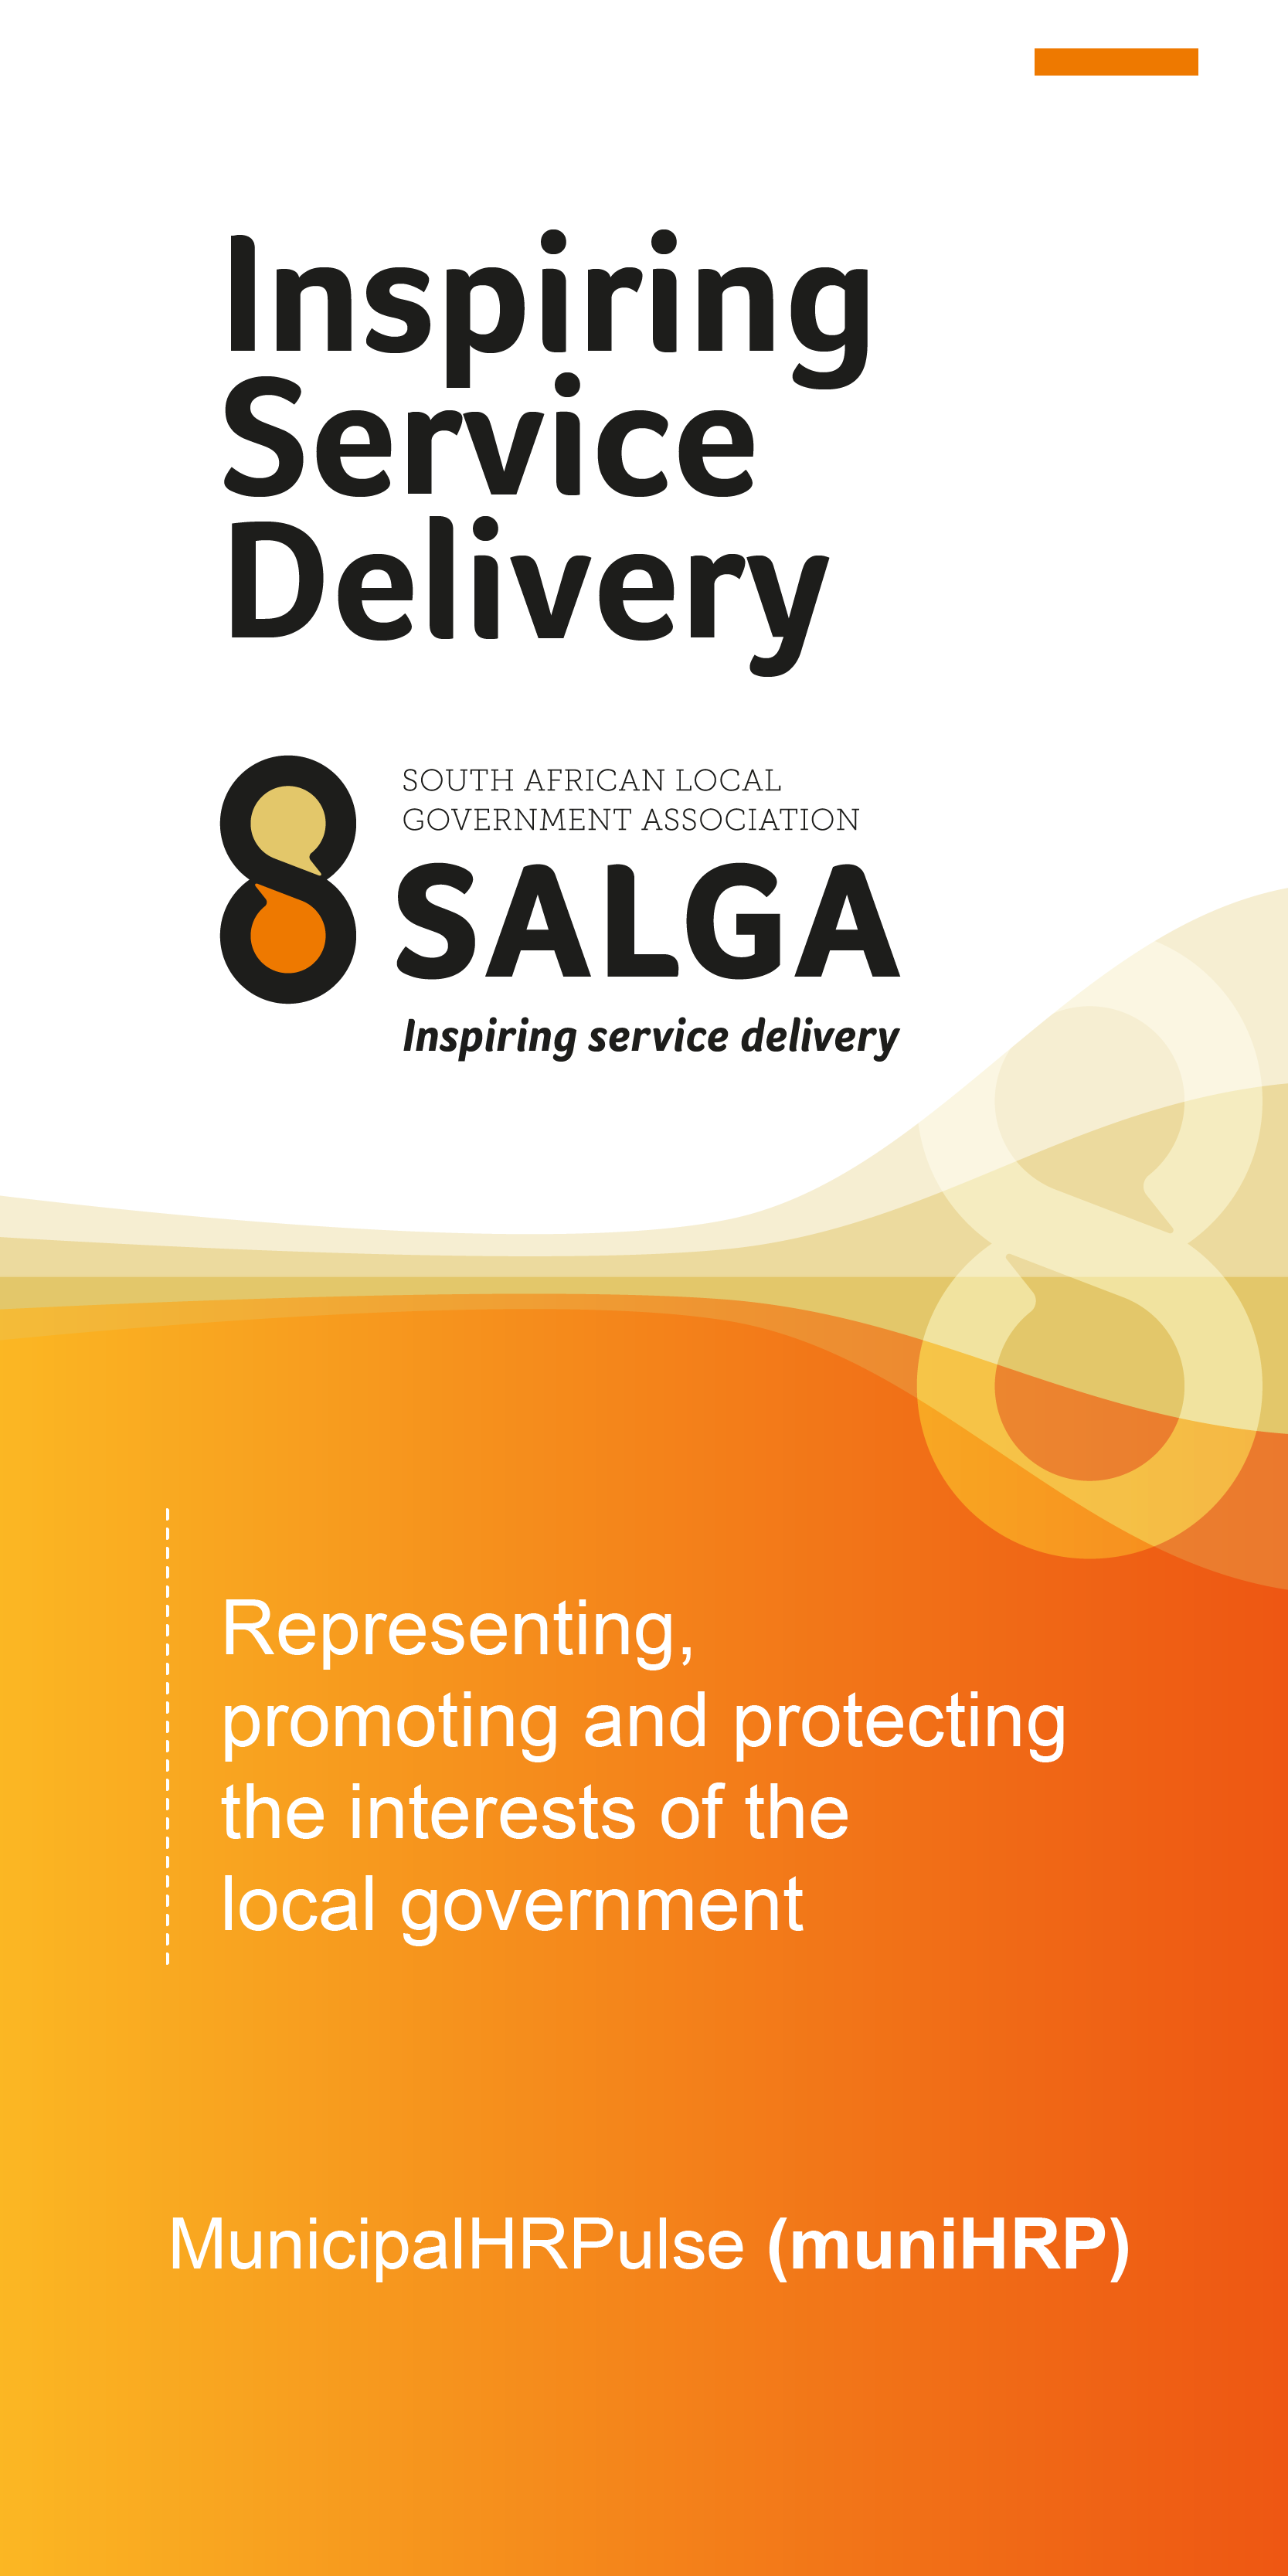 Inspiring
Service
Delivery
SOUTH AFRICAN LOCAL
GOVERNMENT ASSOCIATION
SALGA
Inspiring service delivery
Representing,
promoting and protecting
the interests of the
local government
MunicipalHRPulse (muniHRP)